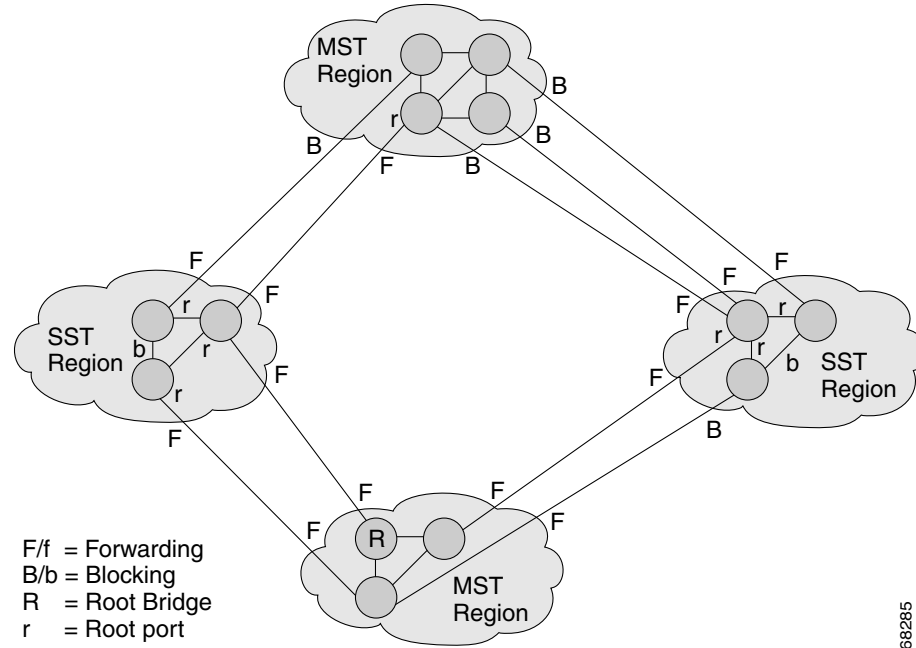 MST
Region
B
r
B
B
F
B
F
F
F
F
F
r
r
SST
Region
b
r
r
F
F
r
r
b
SST
Region
F
B
F
F
F
F
F
R
MST
Region
F/f = Forwarding
B/b = Blocking
R = Root Bridge
r = Root port
68285